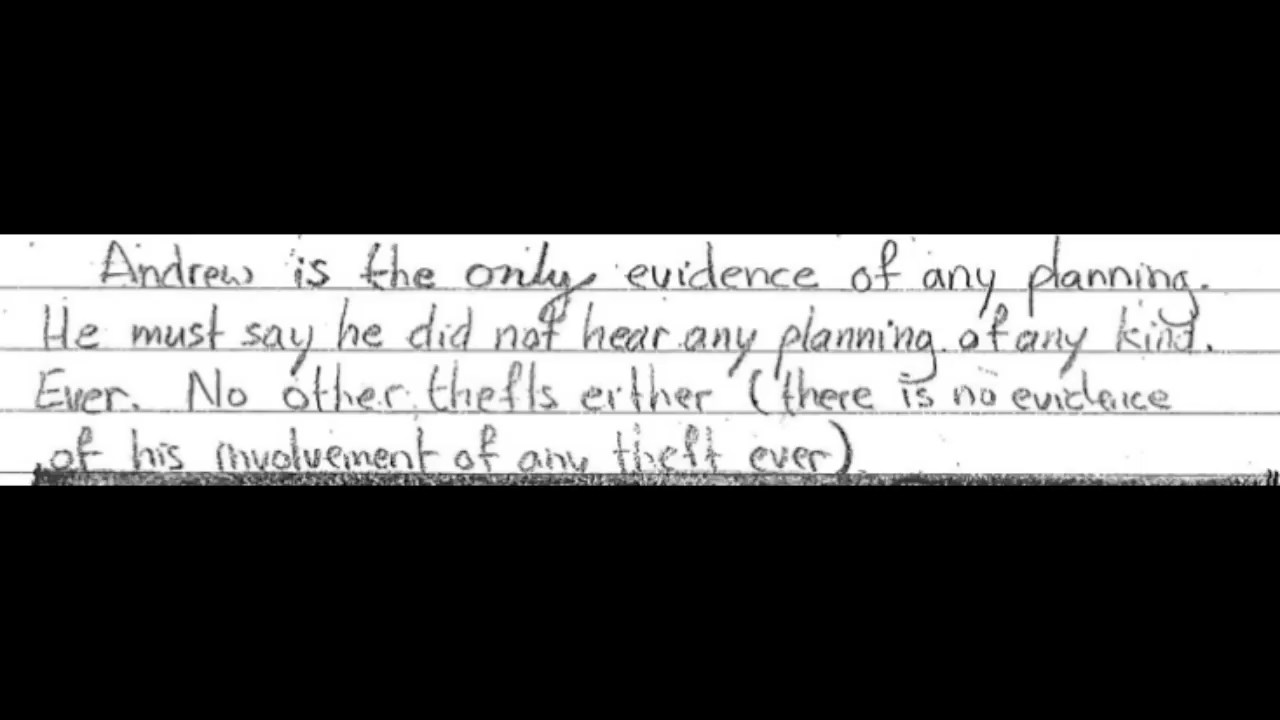 Andrew is the only evidence of any planning.
He must say he did not hear any planning of any kind.
Ever. No other thefts either (there is no evidence
of his involvement of any theft ever)